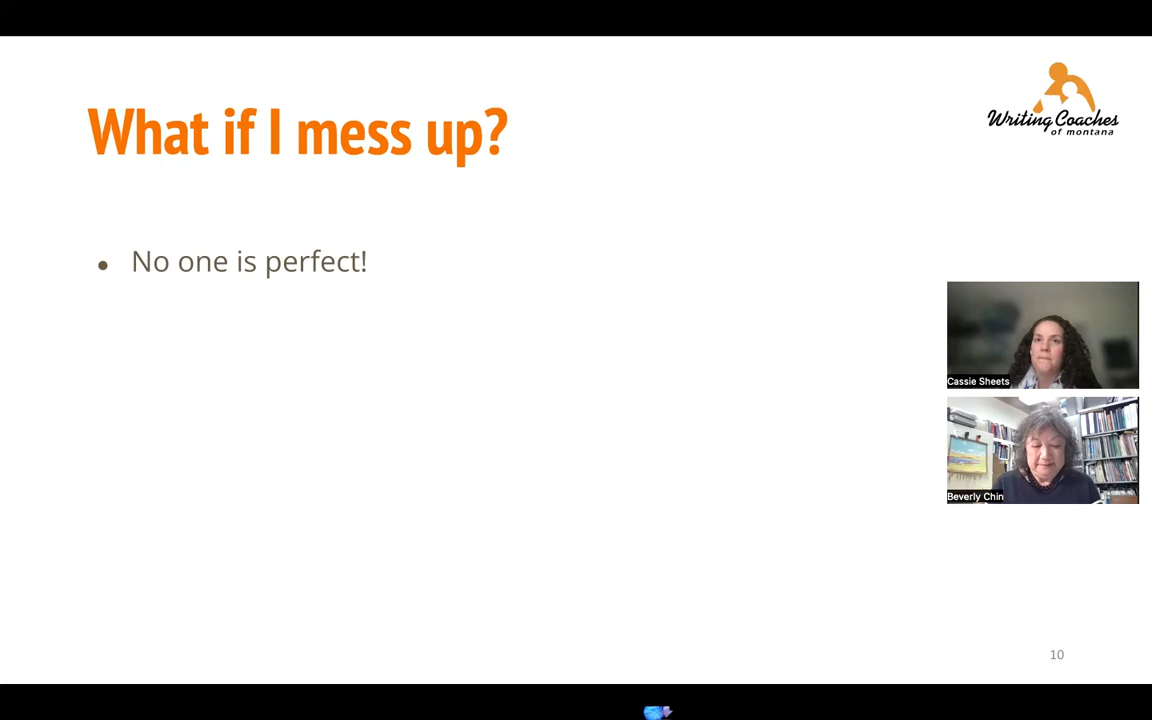 What if I mess up?
Writing Coaches
of montana
● No one is perfect!
Cassie Sheets
Beverly Chin
10